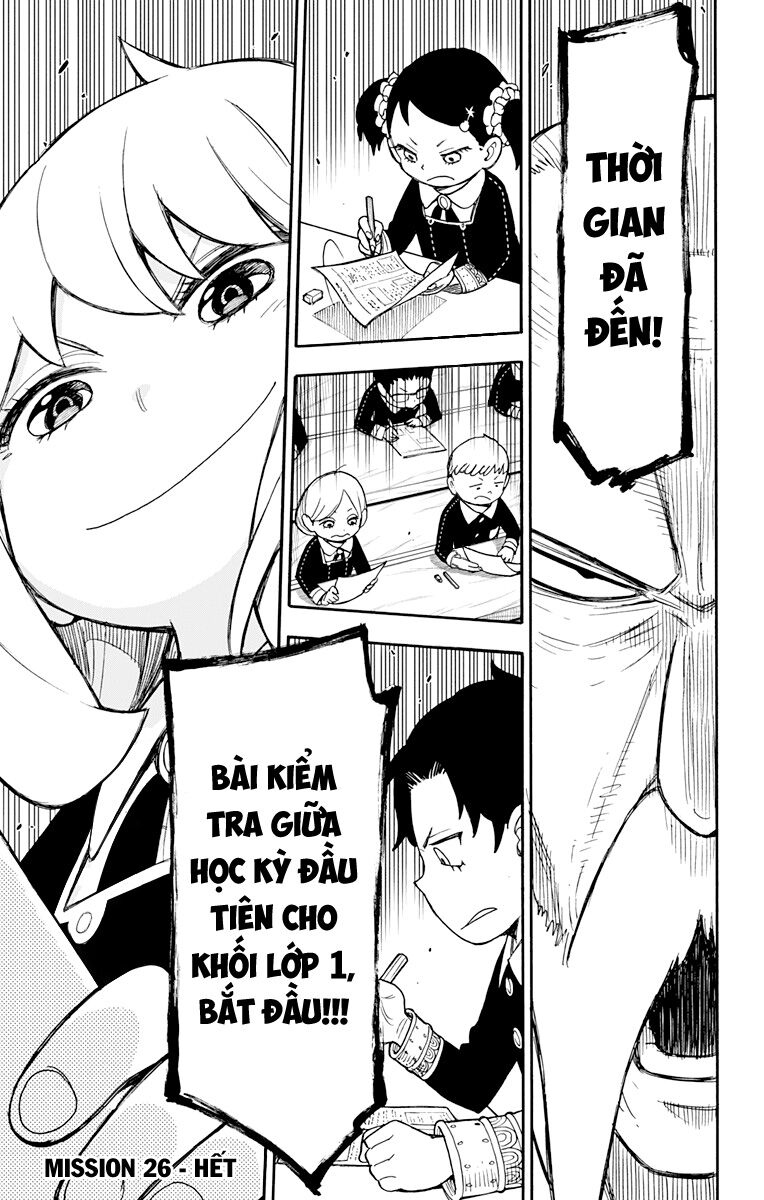 THỜI
GIAN
ĐÃ
ĐẾN!
BÀI KIỂM
TRA GIỮA
HỌC KỲ ĐẦU
TIÊN CHO
KHỐI LỚP 1,
BẮT ĐẦU!!!
MISSION 26 - HẾT